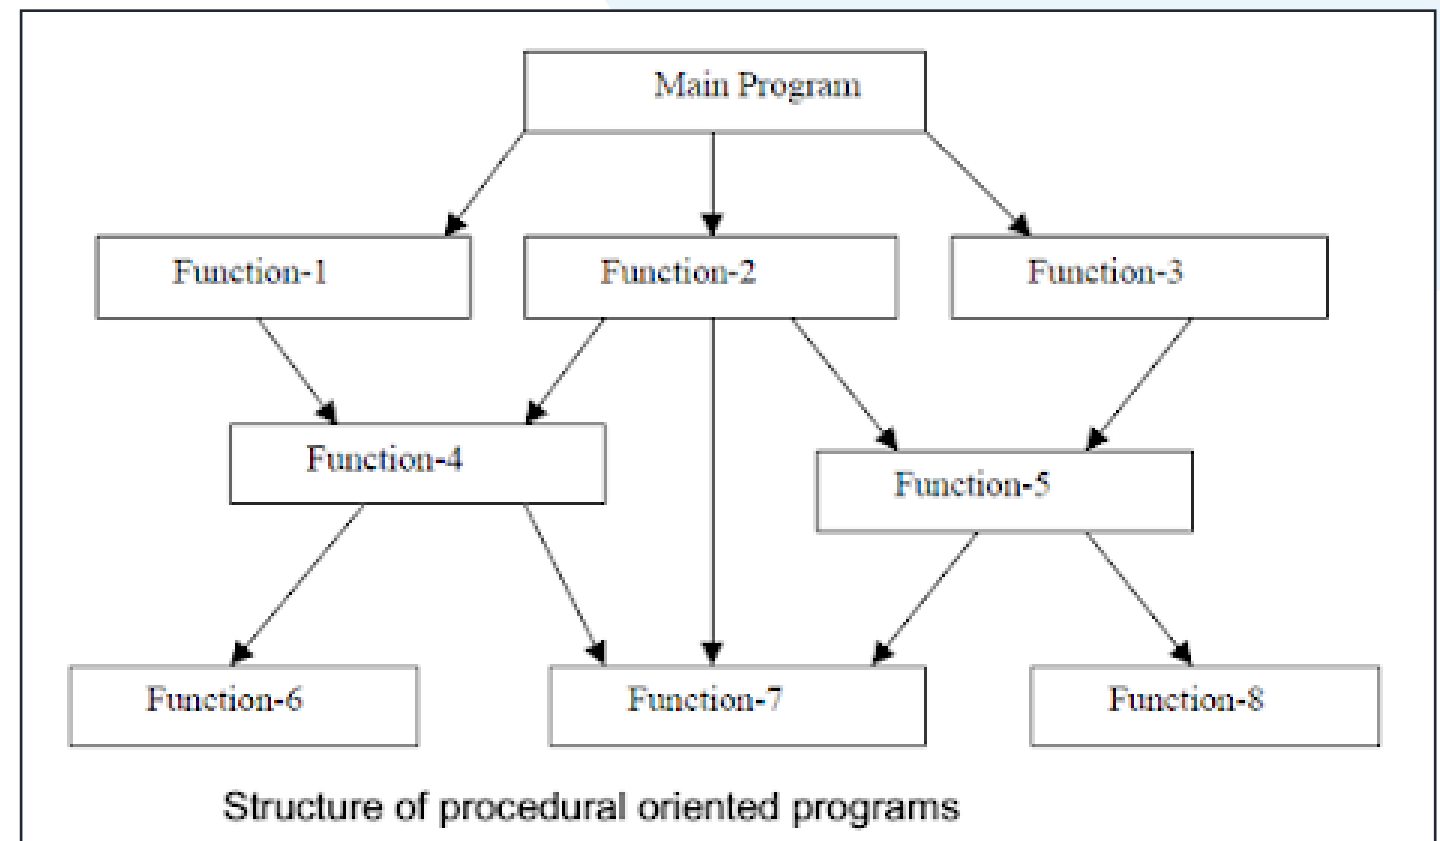 Main Program
Function-1
Function-2
Function-3
Function-4
Function-5
Function-6
Function-7
Function-8
Structure of procedural oriented programs